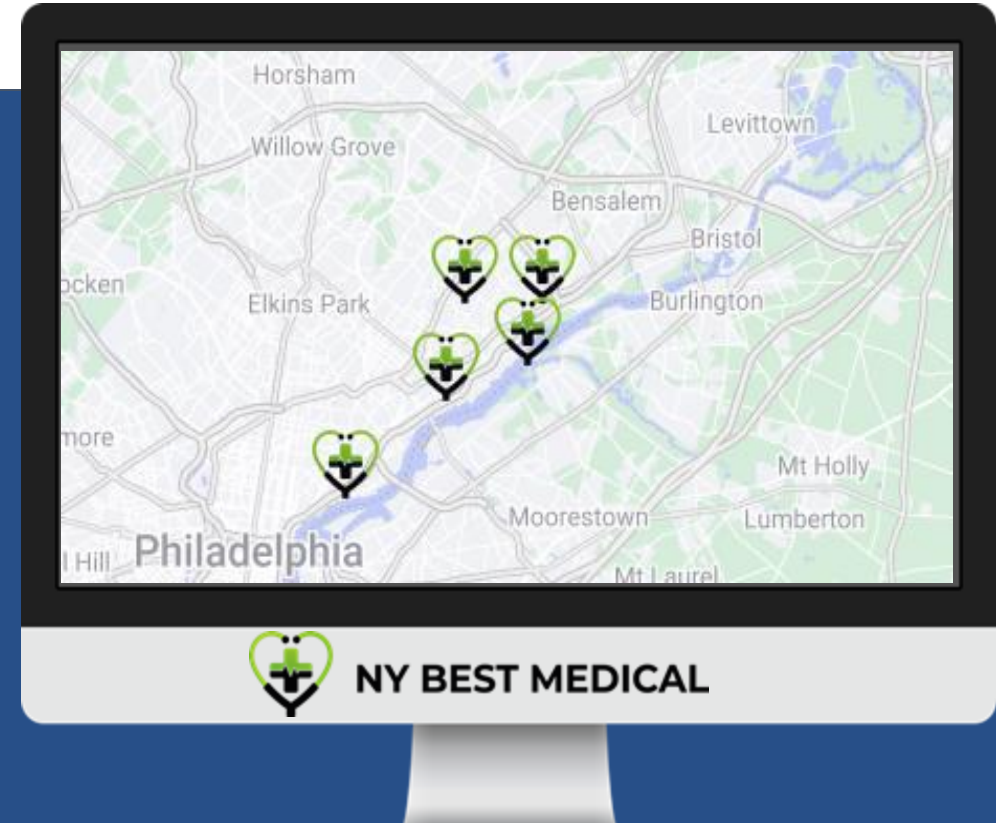 Horsham
Levittown
Willow Grove
Bensalem
Bristol
ocken
Elkins Park
Burlington
more
Mt Holly
Moorestown
Lumberton
l Hill
Philadelphia
Mt Laurel
NY BEST MEDICAL